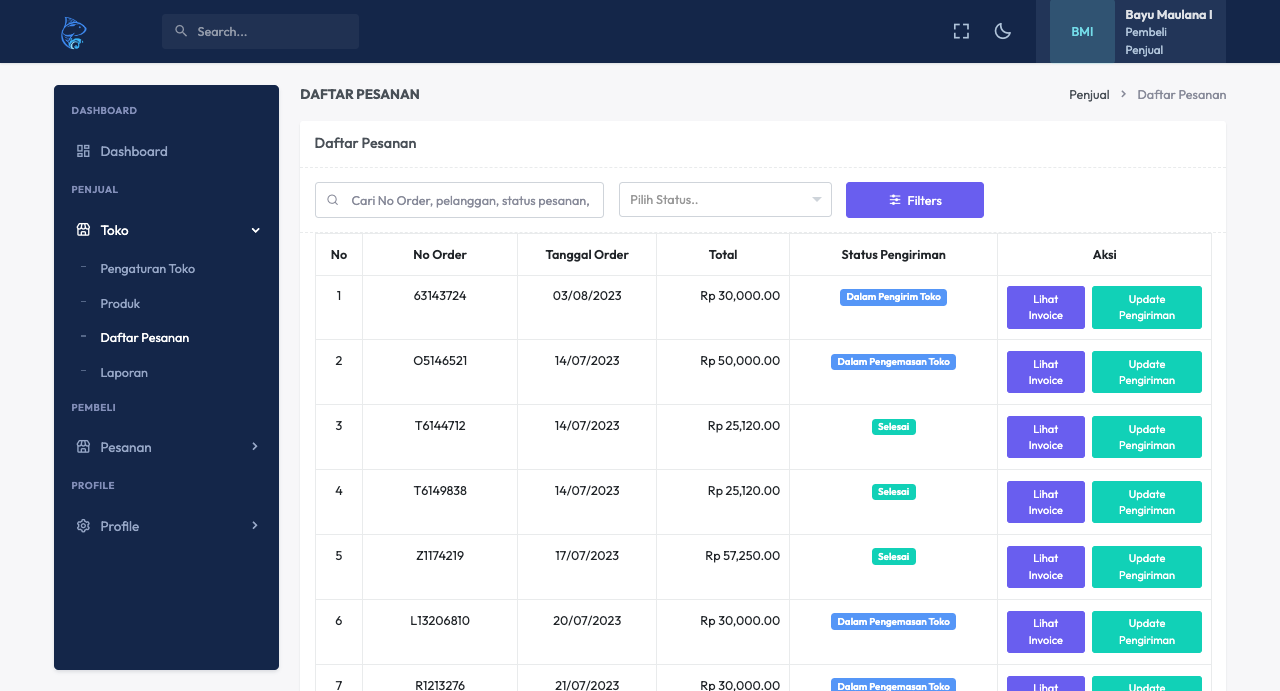 Search...
BMI
Bayu Maulana I
Pembeli
Penjual
DASHBOARD
Dashboard
PENJUAL
Toko
Pengaturan Toko
Produk
Daftar Pesanan
Laporan
PEMBELI
Pesanan
PROFILE
Profile
DAFTAR PESANAN
Penjual > Daftar Pesanan
Daftar Pesanan
Cari No Order, pelanggan, status pesanan,
Pilih Status..
Filters
No No Order Tanggal Order Total Status Pengiriman Aksi
1 63143724 03/08/2023 Rp 30,000.00 Dalam Pengirim Toko Lihat Invoice Update Pengiriman
2 O5146521 14/07/2023 Rp 50,000.00 Dalam Pengemasan Toko Lihat Invoice Update Pengiriman
3 T6144712 14/07/2023 Rp 25,120.00 Selesai Lihat Invoice Update Pengiriman
4 T6149838 14/07/2023 Rp 25,120.00 Selesai Lihat Invoice Update Pengiriman
5 Z1174219 17/07/2023 Rp 57,250.00 Selesai Lihat Invoice Update Pengiriman
6 L13206810 20/07/2023 Rp 30,000.00 Dalam Pengemasan Toko Lihat Invoice Update Pengiriman
7 R1213276 21/07/2023 Rp 30,000.00 Dalam Pengemasan Toko Lihat Update